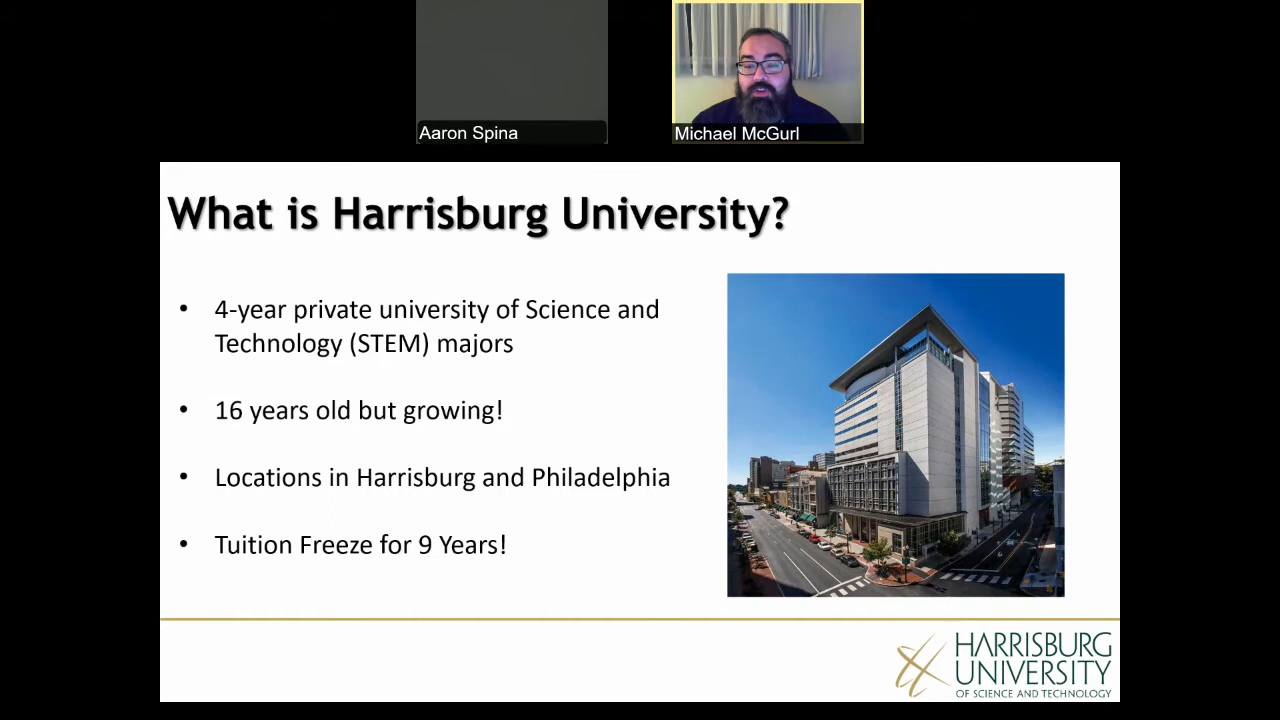 Aaron Spina
Michael McGurl
What is Harrisburg University?
• 4-year private university of Science and
Technology (STEM) majors
• 16 years old but growing!
• Locations in Harrisburg and Philadelphia
• Tuition Freeze for 9 Years!
HARRISBURG
UNIVERSITY
OF SCIENCE AND TECHNOLOGY